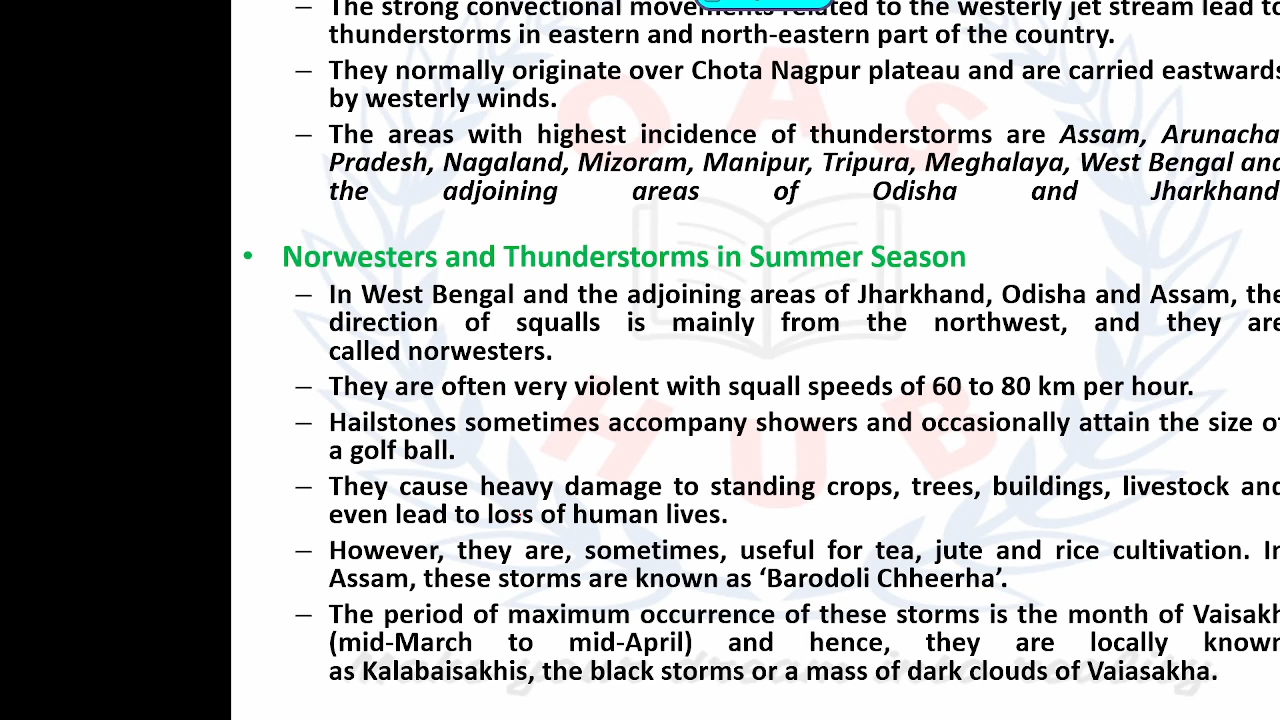 The strong convectional movements related to the westerly jet stream lead to
thunderstorms in eastern and north-eastern part of the country.
– They normally originate over Chota Nagpur plateau and are carried eastwards
by westerly winds.
– The areas with highest incidence of thunderstorms are Assam, Arunacha
Pradesh, Nagaland, Mizoram, Manipur, Tripura, Meghalaya, West Bengal and
the adjoining areas of Odisha and Jharkhand
• Norwesters and Thunderstorms in Summer Season
– In West Bengal and the adjoining areas of Jharkhand, Odisha and Assam, the
direction of squalls is mainly from the northwest, and they are
called norwesters.
– They are often very violent with squall speeds of 60 to 80 km per hour.
– Hailstones sometimes accompany showers and occasionally attain the size of
a golf ball.
– They cause heavy damage to standing crops, trees, buildings, livestock and
even lead to loss of human lives.
– However, they are, sometimes, useful for tea, jute and rice cultivation. In
Assam, these storms are known as ‘Barodoli Chheerha’.
– The period of maximum occurrence of these storms is the month of Vaisakh
(mid-March to mid-April) and hence, they are locally known
as Kalabaisakhis, the black storms or a mass of dark clouds of Vaiasakha.
OAS
HUB